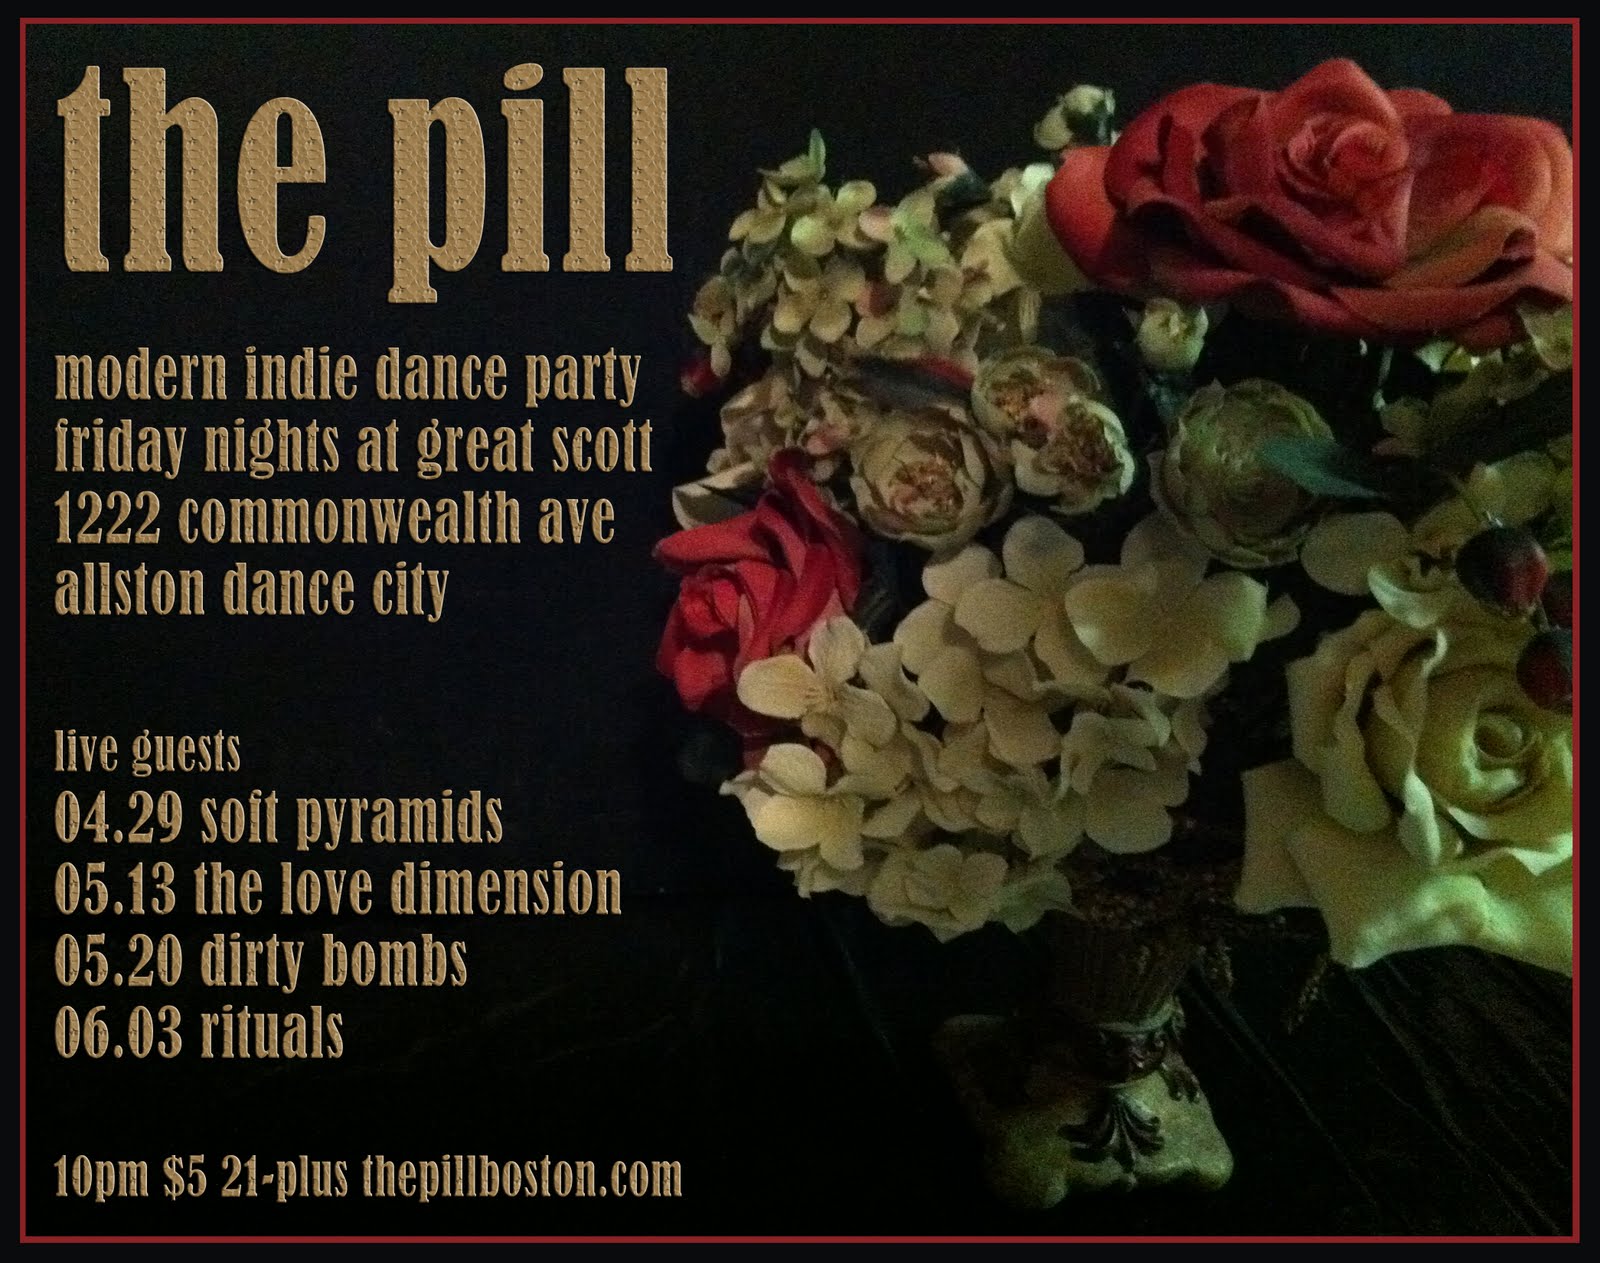 the pill
modern indie dance party
friday nights at great scott
1222 commonwealth ave
allston dance city
live guests
04.29 soft pyramids
05.13 the love dimension
05.20 dirty bombs
06.03 rituals
10pm $5 21-plus thepillboston.com